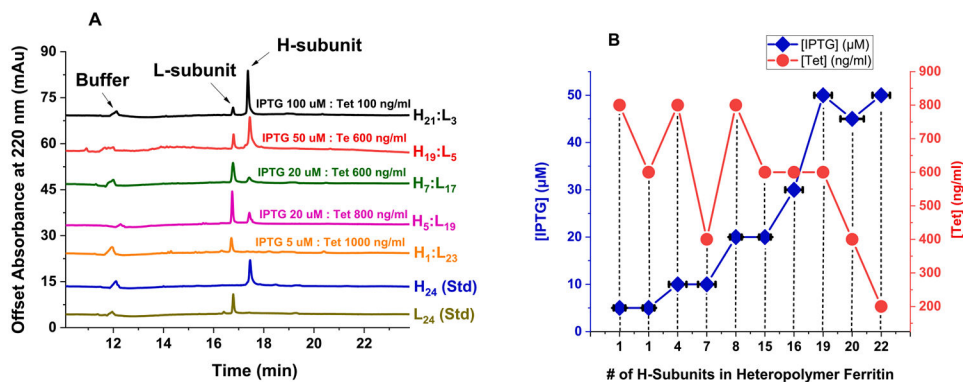 A
Offset Absorbance at 220 nm (mAu)
90
75
60
45
30
15
0
Buffer
L-subunit
H-subunit
IPTG 100 uM : Tet 100 ng/ml
H₂₁:L₃
IPTG 50 uM : Te 600 ng/ml
H₁₉:L₅
IPTG 20 uM : Tet 600 ng/ml
H₇:L₁₇
IPTG 20 uM : Tet 800 ng/ml
H₅:L₁₉
IPTG 5 uM : Tet 1000 ng/ml
H₁:L₂₃
H₂₄ (Std)
L₂₄ (Std)
12 14 16 18 20 22
Time (min)
B
[IPTG] (µM)
[Tet] (ng/ml)
[IPTG] (µM)
50
40
30
20
10
0
900
800
700
600
500
400
300
200
[Tet] (ng/ml)
1 1 4 7 8 15 16 19 20 22
# of H-Subunits in Heteropolymer Ferritin